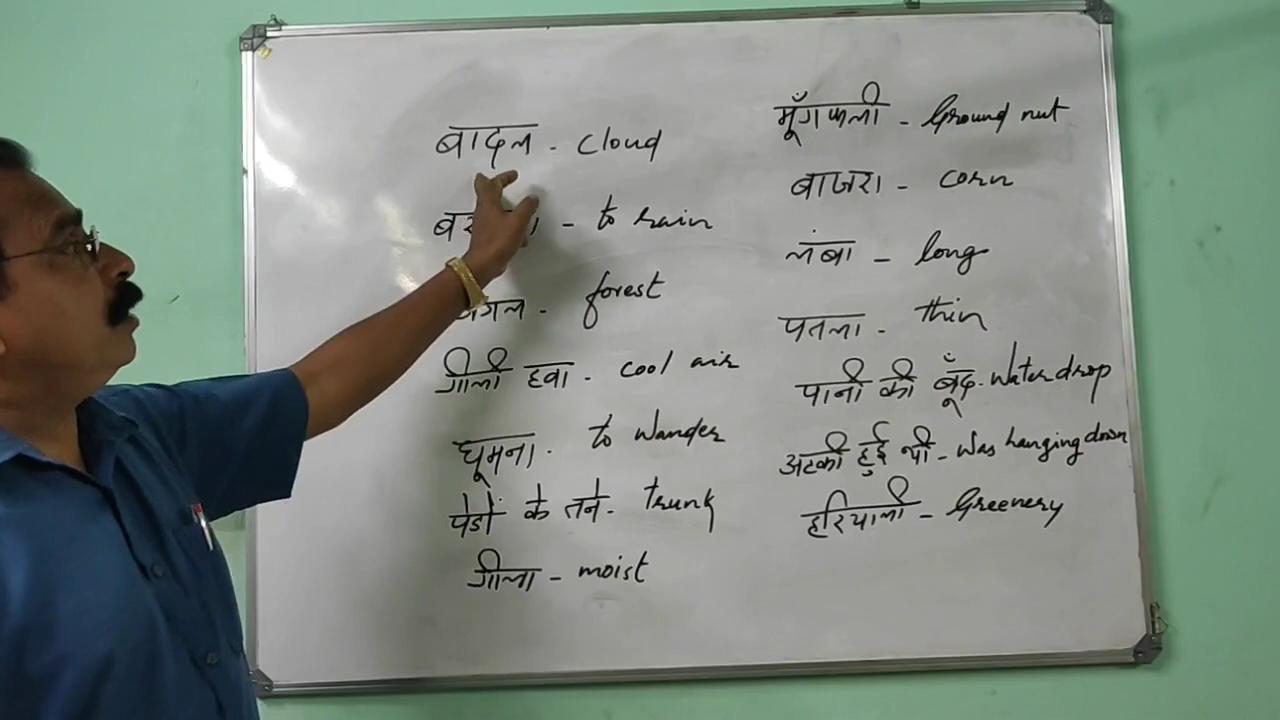 बादल - cloud
- to rain
- forest
गीली हवा - cool air
घूमना - to wander
पेडों के तने - trunk
गीला - moist
मूँगफली - Ground nut
बाजरा - corn
लंबा - long
पतला - thin
पानी की बूँद - Water drop
अटकी हुई थी - was hanging down
हरियाली - Greenery